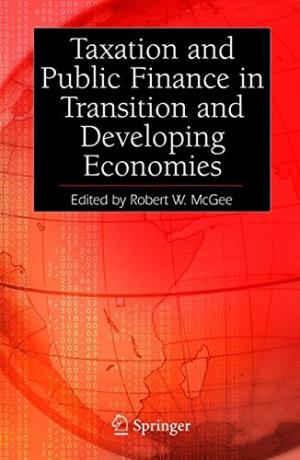 Taxation and
Public Finance in
Transition and
Developing
Economies
Edited by Robert W. McGee
Springer